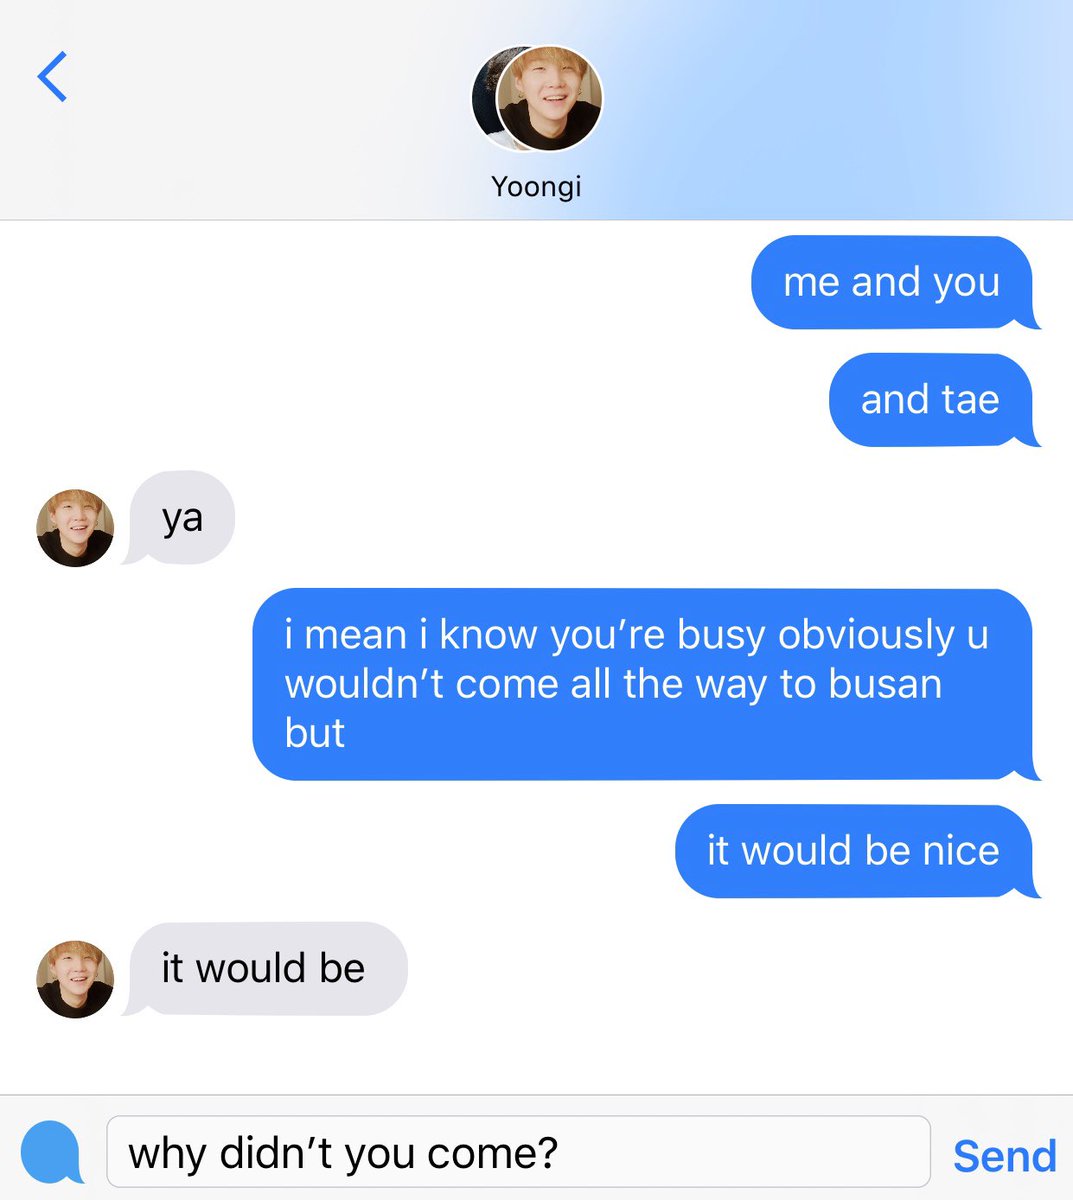 Yoongi
me and you
and tae
ya
i mean i know you’re busy obviously u
wouldn’t come all the way to busan
but
it would be nice
it would be
why didn’t you come?
Send